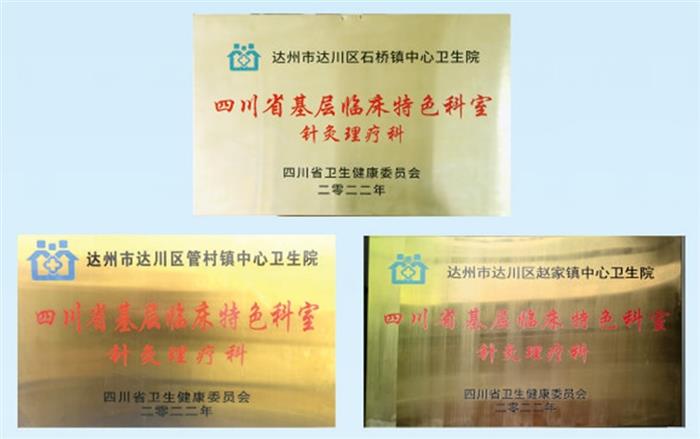 达州市达川区石桥镇中心卫生院
四川省基层临床特色科室
针灸理疗科
四川省卫生健康委员会
二零二二年
达州市达川区管村镇中心卫生院
四川省基层临床特色科室
针灸理疗科
四川省卫生健康委员会
二零二二年
达州市达川区赵家镇中心卫生院
四川省基层临床特色科室
针灸理疗科
四川省卫生健康委员会
二零二二年